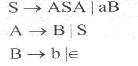 S → ASA | aB
A → B | S
B → b |∈